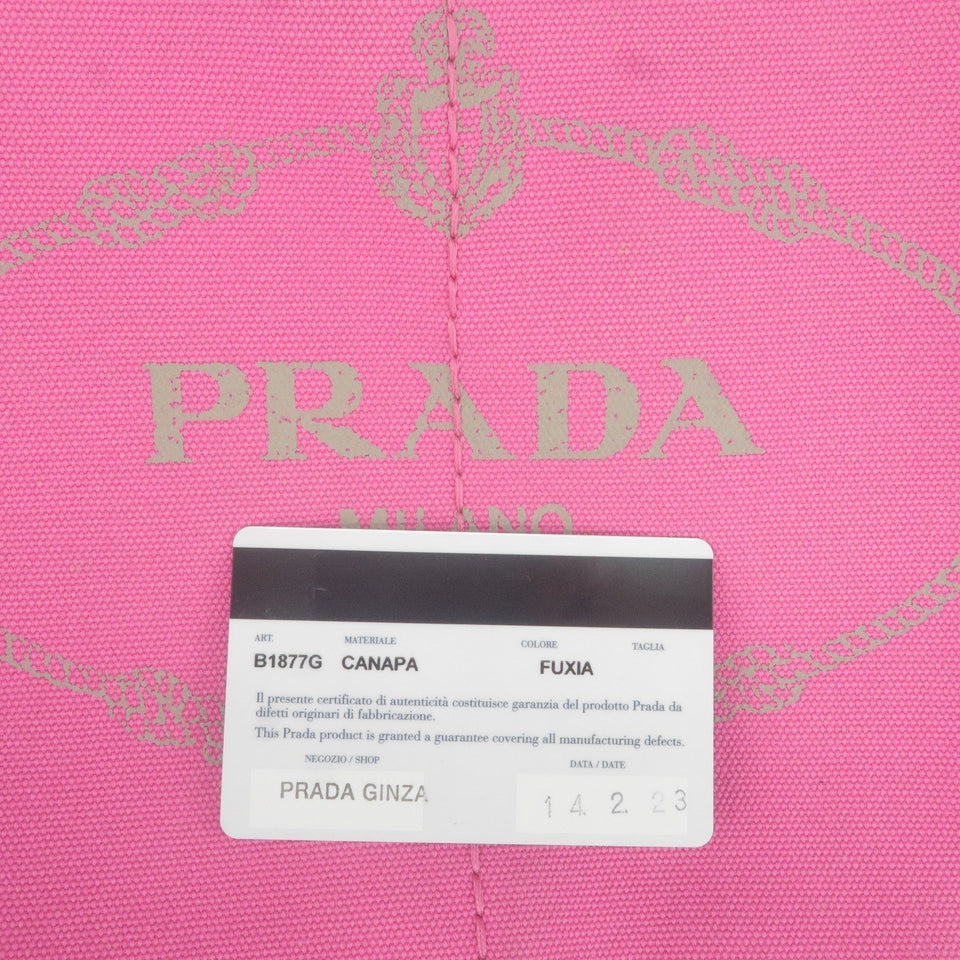 PRADA
MILANO
ART. MATERIALE COLORE TAGLIA
B1877G CANAPA FUXIA
Il presente certificato di autenticità costituisce garanzia del prodotto Prada da
difetti originari di fabbricazione.
This Prada product is granted a guarantee covering all manufacturing defects.
NEGOZIO / SHOP DATA / DATE
PRADA GINZA 14. 2. 23